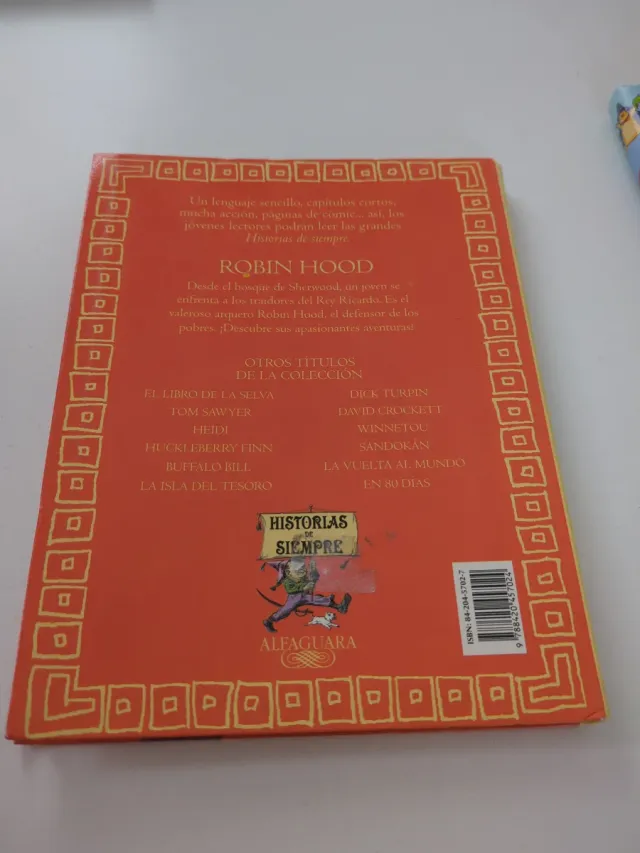 Un lenguaje sencillo, capítulos cortos,
mucha acción, páginas de cómic... así, los
jóvenes lectores podrán leer las grandes
Historias de siempre.
ROBIN HOOD
Desde el bosque de Sherwood, un joven se
enfrenta a los traidores del Rey Ricardo. Es el
valeroso arquero Robin Hood, el defensor de los
pobres. ¡Descubre sus apasionantes aventuras!
OTROS TÍTULOS
DE LA COLECCIÓN
EL LIBRO DE LA SELVA
TOM SAWYER
HEIDI
HUCKLEBERRY FINN
BUFFALO BILL
LA ISLA DEL TESORO
DICK TURPIN
DAVID CROCKETT
WINNETOU
SANDOKÁN
LA VUELTA AL MUNDO
EN 80 DÍAS
HISTORIAS
DE
SIEMPRE
ALFAGUARA
ISBN: 84-204-5702-7
9 788420 457024